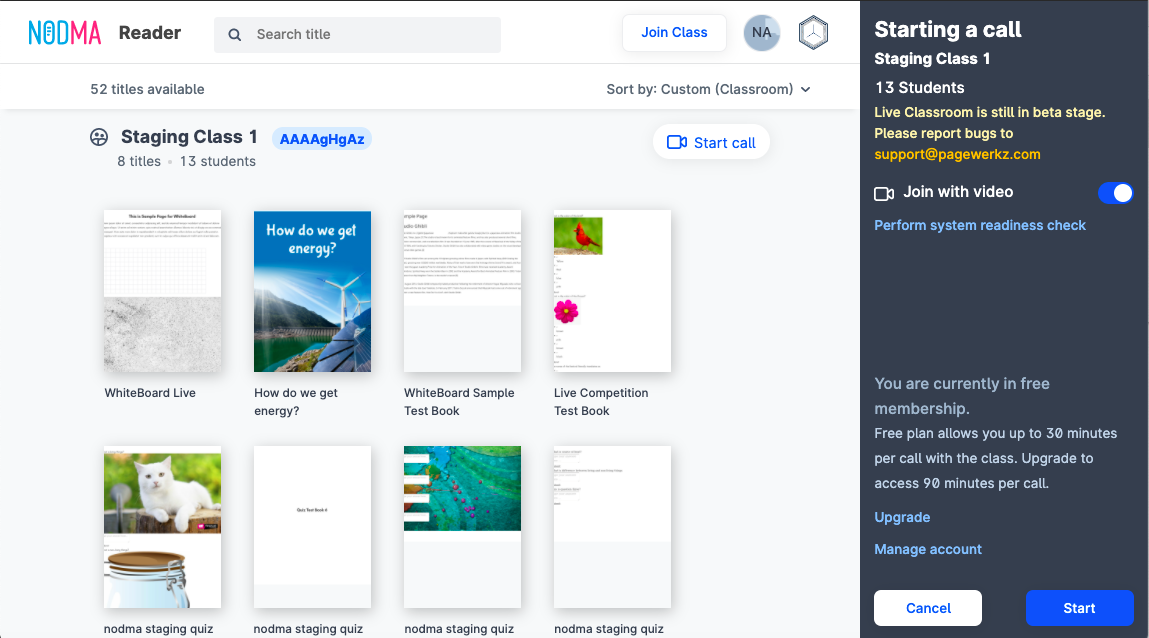 NODMA Reader
Search title
Join Class
NA
52 titles available
Sort by: Custom (Classroom)
Staging Class 1
AAAAgHgAz
8 titles • 13 students
Start call
This is Sample Page for WhiteBoard
WhiteBoard Live
How do we get
energy?
How do we get
energy?
WhiteBoard Sample
Test Book
Live Competition
Test Book
nodma staging quiz
Quiz Test Book 6
nodma staging quiz
nodma staging quiz
nodma staging quiz
Starting a call
Staging Class 1
13 Students
Live Classroom is still in beta stage.
Please report bugs to
support@pagewerkz.com
Join with video
Perform system readiness check
You are currently in free
membership.
Free plan allows you up to 30 minutes
per call with the class. Upgrade to
access 90 minutes per call.
Upgrade
Manage account
Cancel
Start